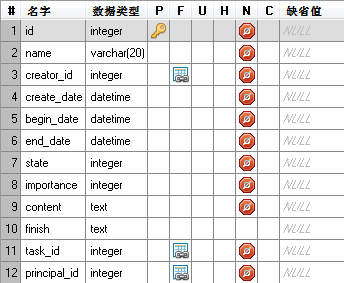 # 名字 数据类型 P F U H N C 缺省值
1 id integer NULL
2 name varchar(20) NULL
3 creator_id integer NULL
4 create_date datetime NULL
5 begin_date datetime NULL
6 end_date datetime NULL
7 state integer NULL
8 importance integer NULL
9 content text NULL
10 finish text NULL
11 task_id integer NULL
12 principal_id integer NULL